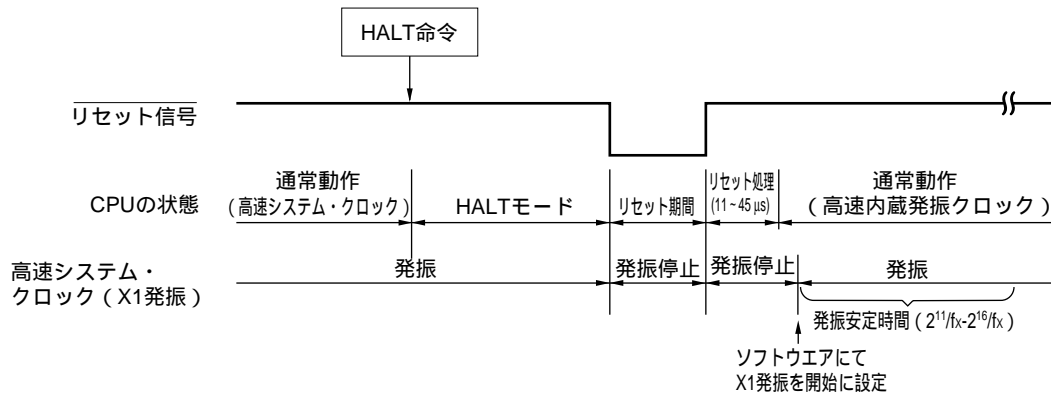 HALT命令
リセット信号
CPUの状態
通常動作
(高速システム・クロック)
HALTモード
リセット期間
リセット処理
(11~45 μs)
通常動作
(高速内蔵発振クロック)
高速システム・
クロック(X1発振)
発振
発振停止
発振停止
発振
発振安定時間(2¹¹/fx-2¹⁶/fx)
ソフトウエアにて
X1発振を開始に設定